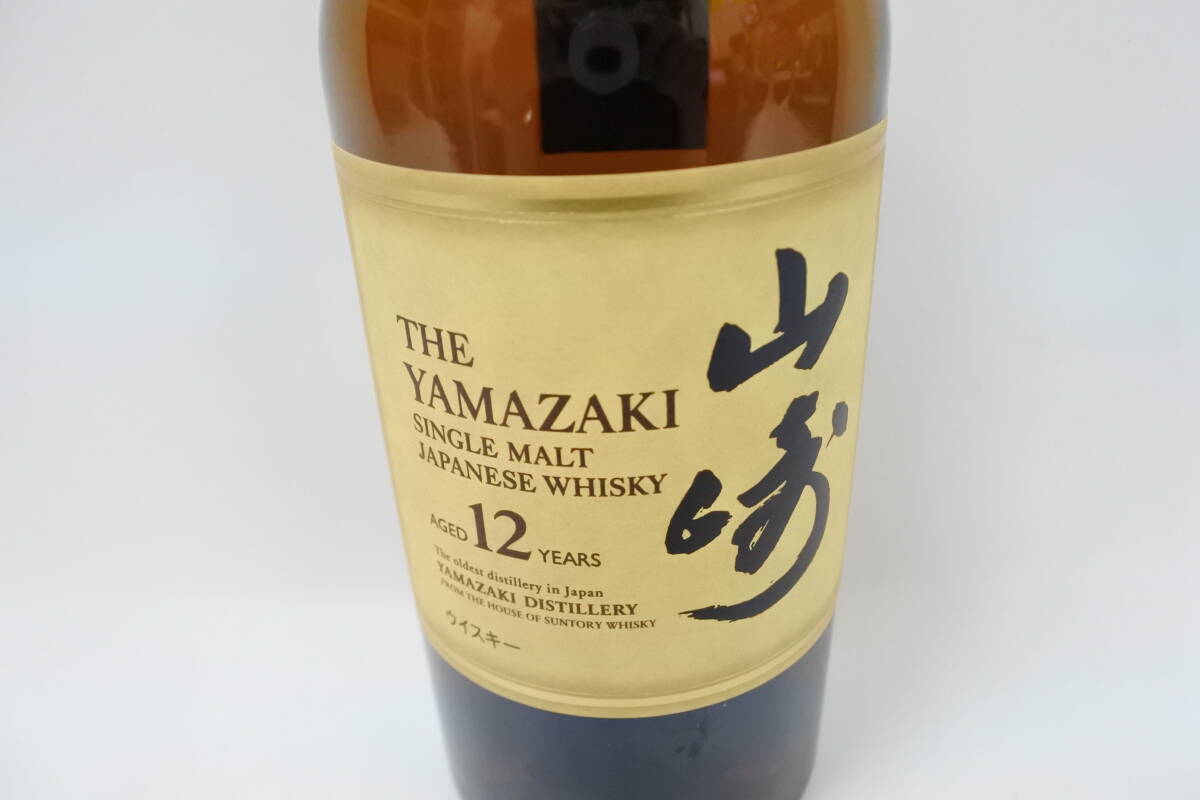 THE
YAMAZAKI
SINGLE MALT
JAPANESE WHISKY
AGED 12 YEARS
The oldest distillery in Japan
YAMAZAKI DISTILLERY
FROM THE HOUSE OF SUNTORY WHISKY
ウイスキー
山崎